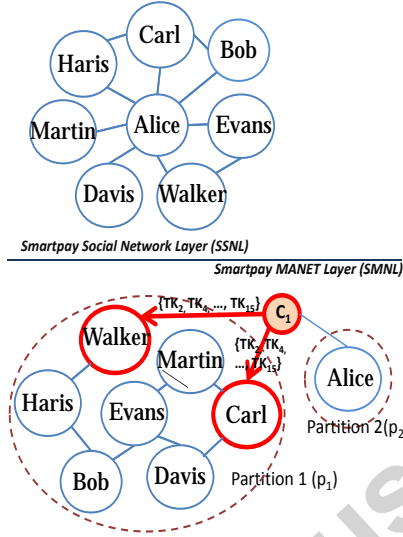 Carl
Bob
Haris
Martin
Alice
Evans
Davis
Walker
Smartpay Social Network Layer (SSNL)
Smartpay MANET Layer (SMNL)
{TK2, TK4, ..., TK15}
C1
Walker
{TK2, TK4,
..., TK15}
Martin
Alice
Haris
Evans
Carl
Partition 2(p2
Bob
Davis
Partition 1 (p1)